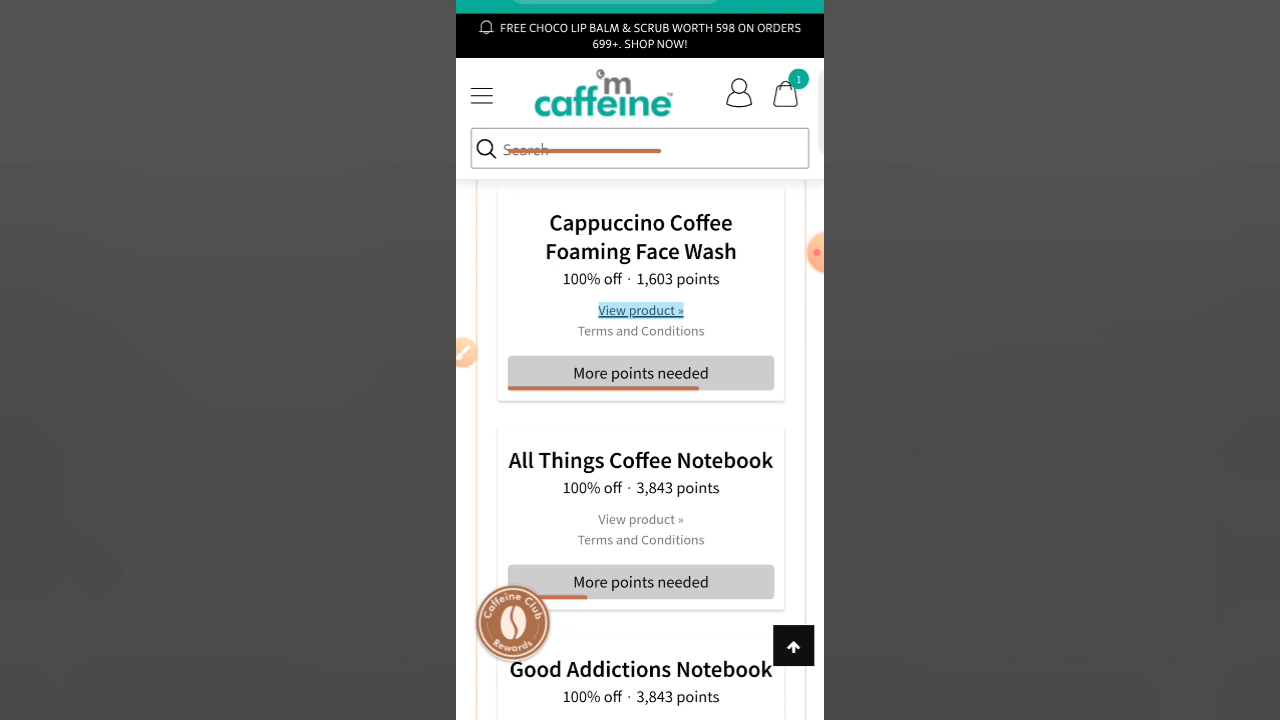 FREE CHOCO LIP BALM & SCRUB WORTH 598 ON ORDERS
699+. SHOP NOW!
'm
caffeine™
1
Search
Cappuccino Coffee
Foaming Face Wash
100% off · 1,603 points
View product »
Terms and Conditions
More points needed
All Things Coffee Notebook
100% off · 3,843 points
View product »
Terms and Conditions
More points needed
Caffeine Club
Rewards
Good Addictions Notebook
100% off · 3,843 points